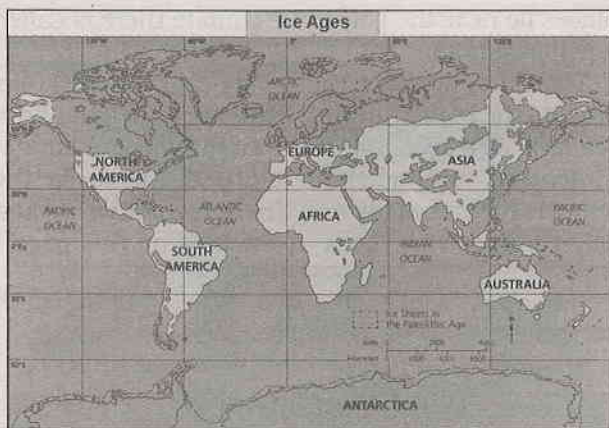 Ice Ages
ARCTIC
OCEAN
NORTH
AMERICA
EUROPE
ASIA
PACIFIC
OCEAN
ATLANTIC
OCEAN
AFRICA
PACIFIC
OCEAN
SOUTH
AMERICA
INDIAN
OCEAN
AUSTRALIA
Ice Sheets in
the Paleolithic Age
ANTARCTICA